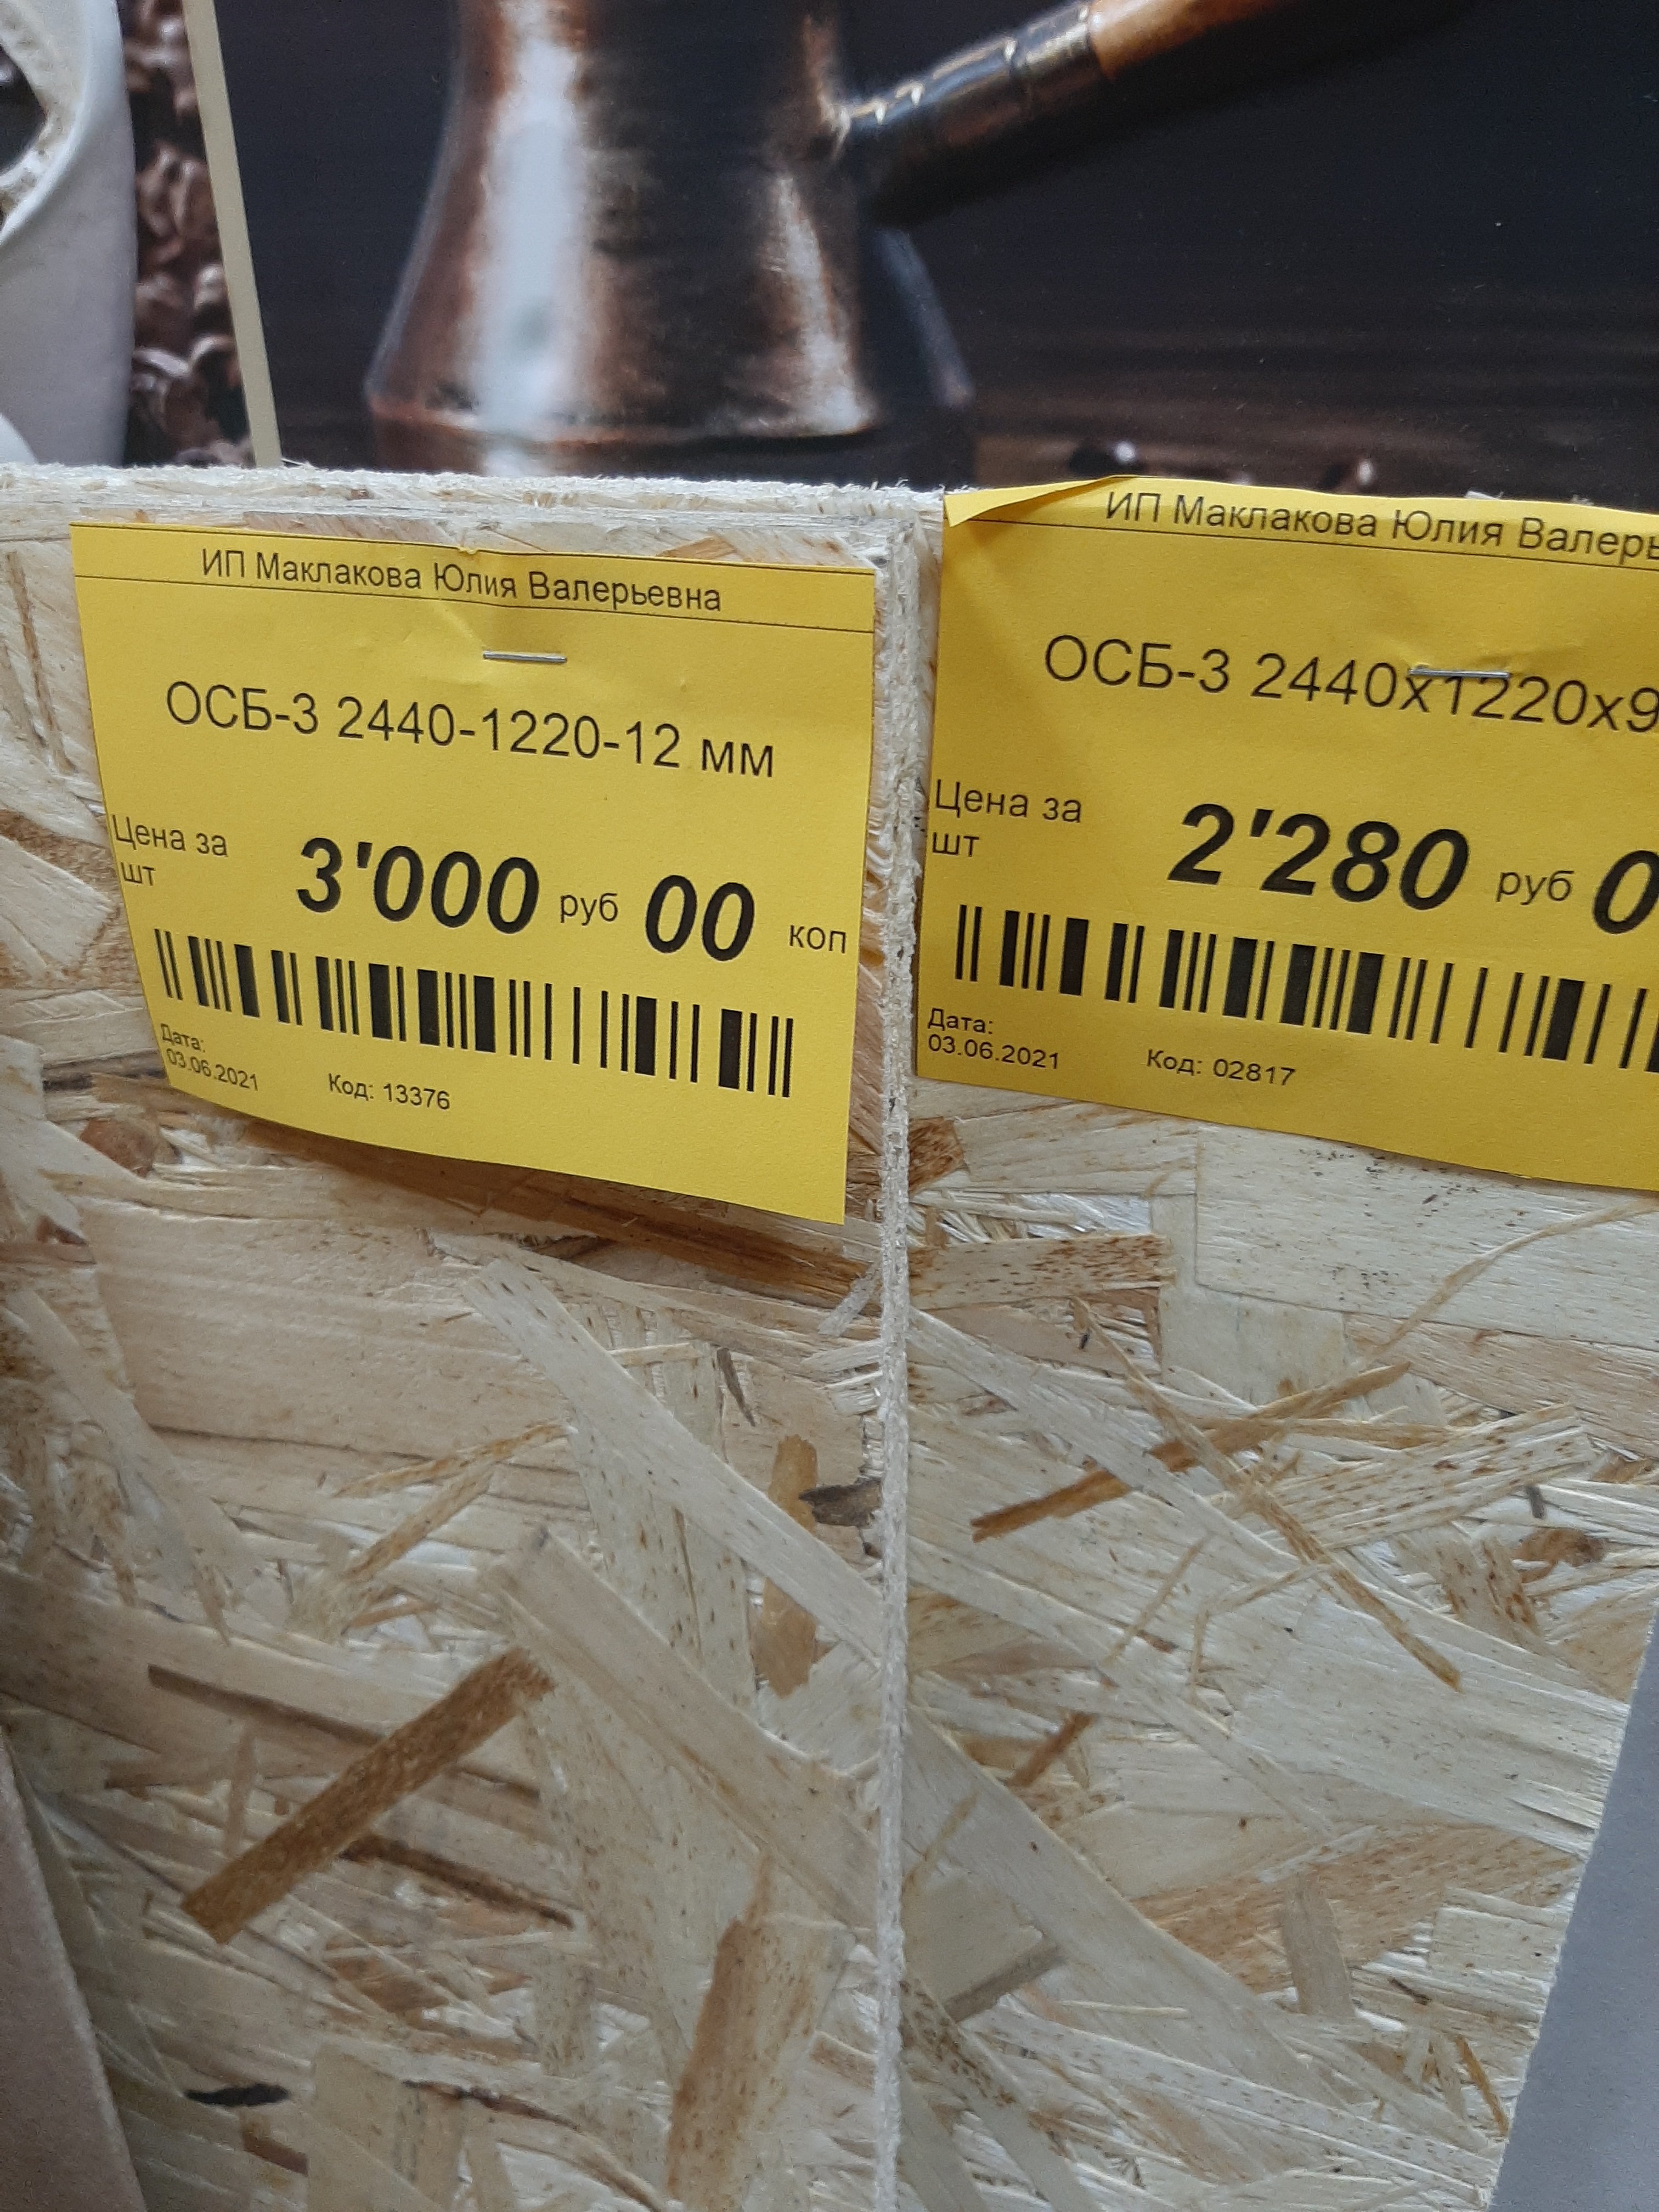 ИП Маклакова Юлия Валерьевна
ОСБ-3 2440-1220-12 мм
Цена за
шт
3'000 руб 00 коп
Дата:
03.06.2021
Код: 13376
ИП Маклакова Юлия
ОСБ-3 2440х1220х9
Цена за
шт
2'280 руб
Дата:
03.06.2021
Код: 02817